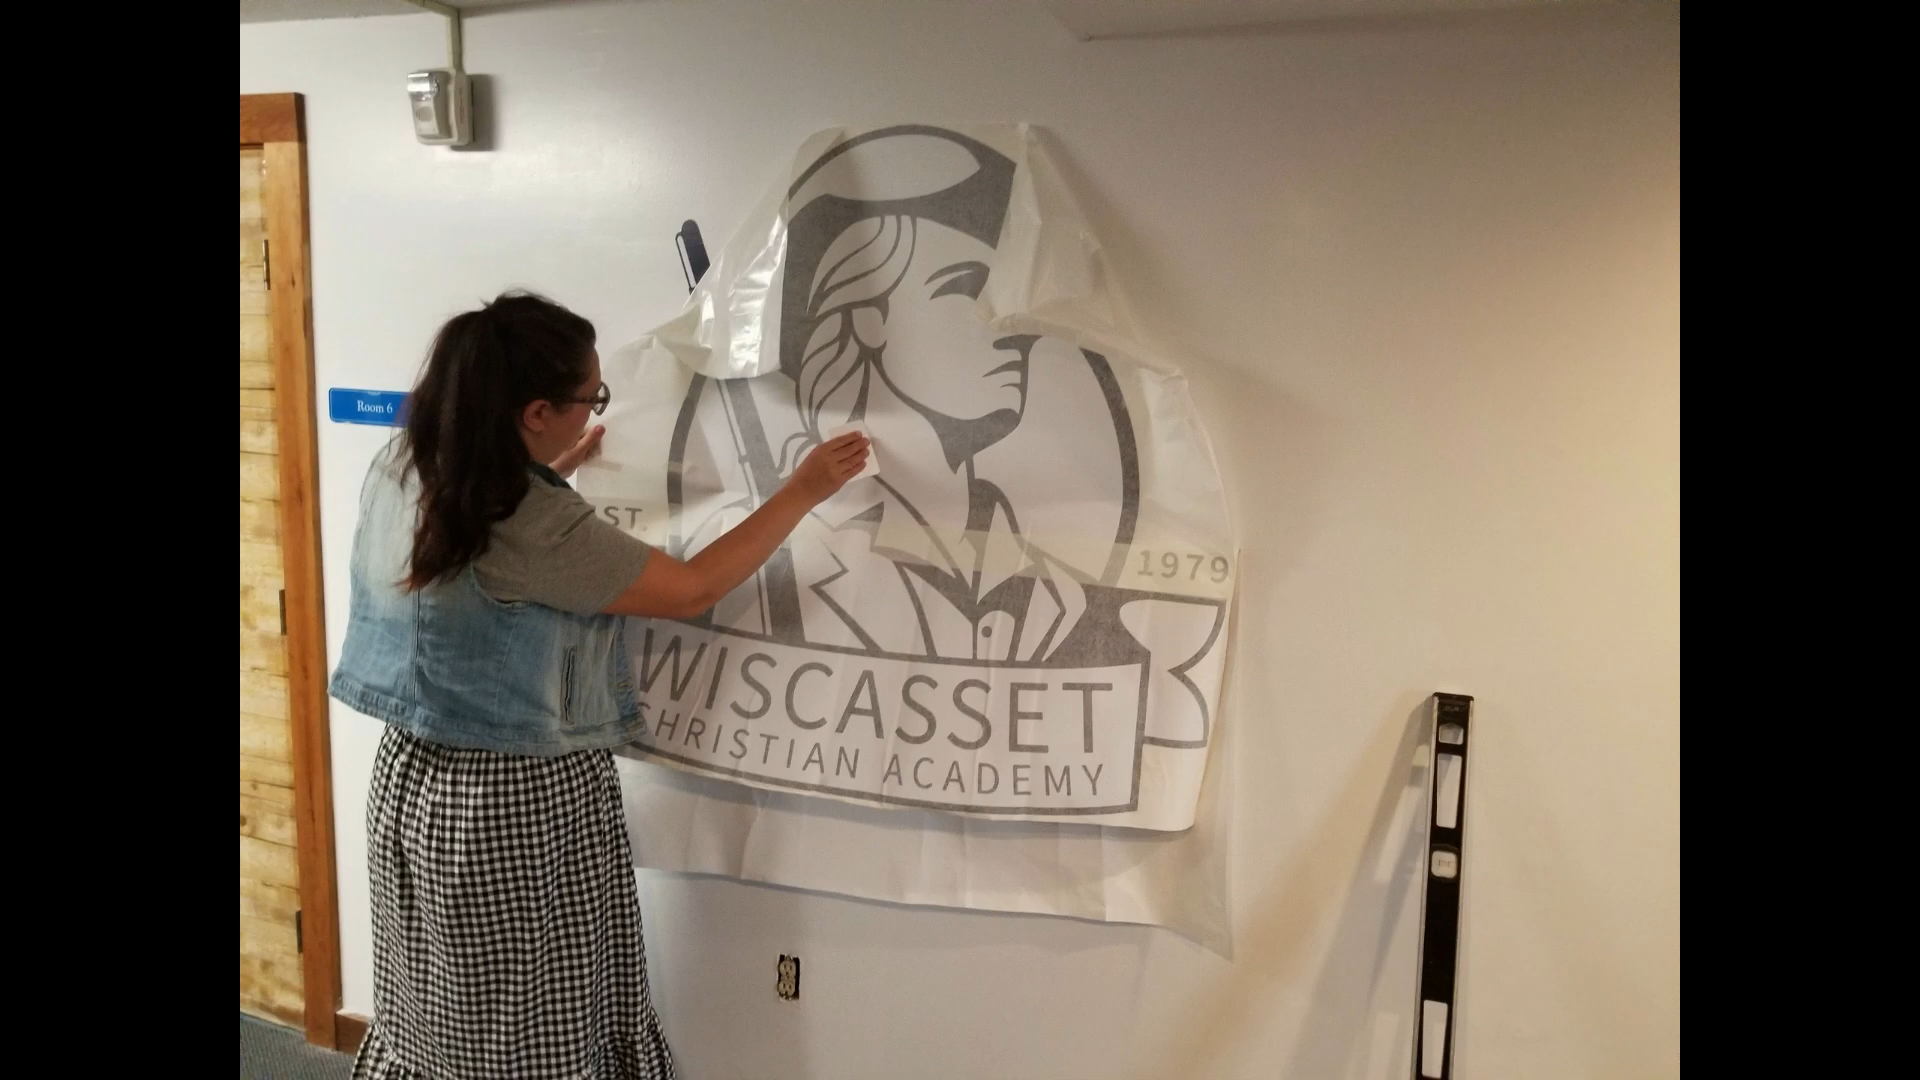 Room 6
ST.
1979
WISCASSET
CHRISTIAN ACADEMY